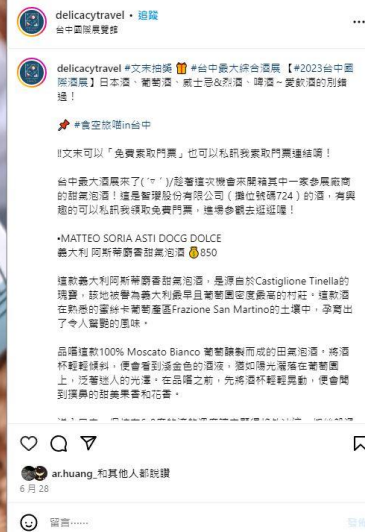 delicacytravel • 追蹤
台中國際展覽館
delicacytravel #文末抽獎 🎁 #台中最大綜合酒展【#2023台中國
際酒展】日本酒、葡萄酒、威士忌&烈酒、啤酒～愛飲酒的別錯
過！
📌 #食空旅喵in台中
‼️文末可以「免費索取門票」也可以私訊我索取門票連結唷！
台中最大酒展來了(ˊᵕˋ)/趁著這次機會來開箱其中一家參展廠商
的甜氣泡酒！這是智瓔股份有限公司（攤位號碼724）的酒，有興
趣的可以私訊我領取免費門票，進場參觀去逛逛喔！
•MATTEO SORIA ASTI DOCG DOLCE
義大利 阿斯蒂麝香甜氣泡酒 💰850
這款義大利阿斯蒂麝香甜氣泡酒，是源自於Castiglione Tinella的
瑰寶，該地被譽為義大利最早且葡萄園密度最高的村莊。這款酒
在熟悉的蜜絲卡葡萄產區Frazione San Martino的土壤中，孕育出
了令人驚艷的風味。
品嚐這款100% Moscato Bianco 葡萄釀製而成的甜氣泡酒。將酒
杯輕輕傾斜，便會看到淺金色的酒液，猶如陽光灑落在葡萄園
上，泛著迷人的光澤。在品嚐之前，先將酒杯輕輕晃動，便會聞
到撲鼻的甜美果香和花香。
ar.huang_和其他人都說讚
6月28
留言……
發佈